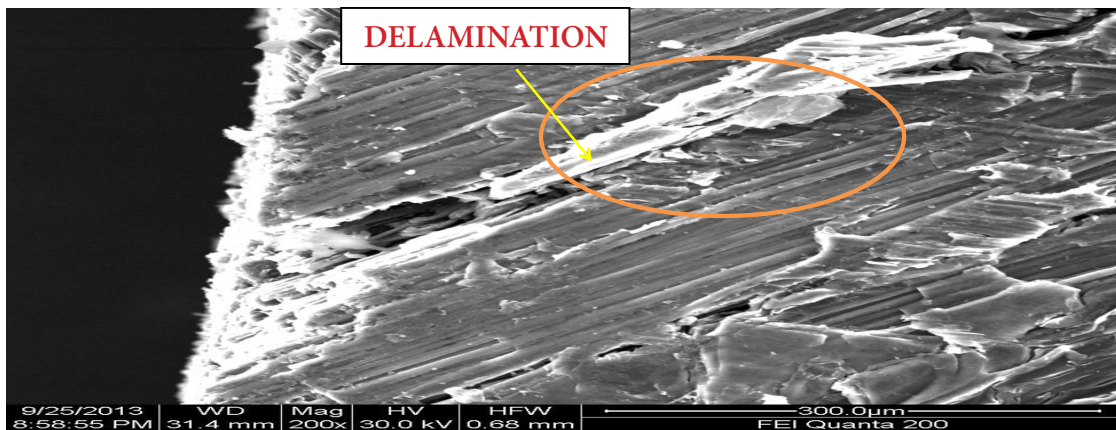 DELAMINATION
9/25/2013 WD Mag HV HFW 300.0µm
8:58:55 PM 31.4 mm 200x 30.0 kV 0.68 mm FEI Quanta 200